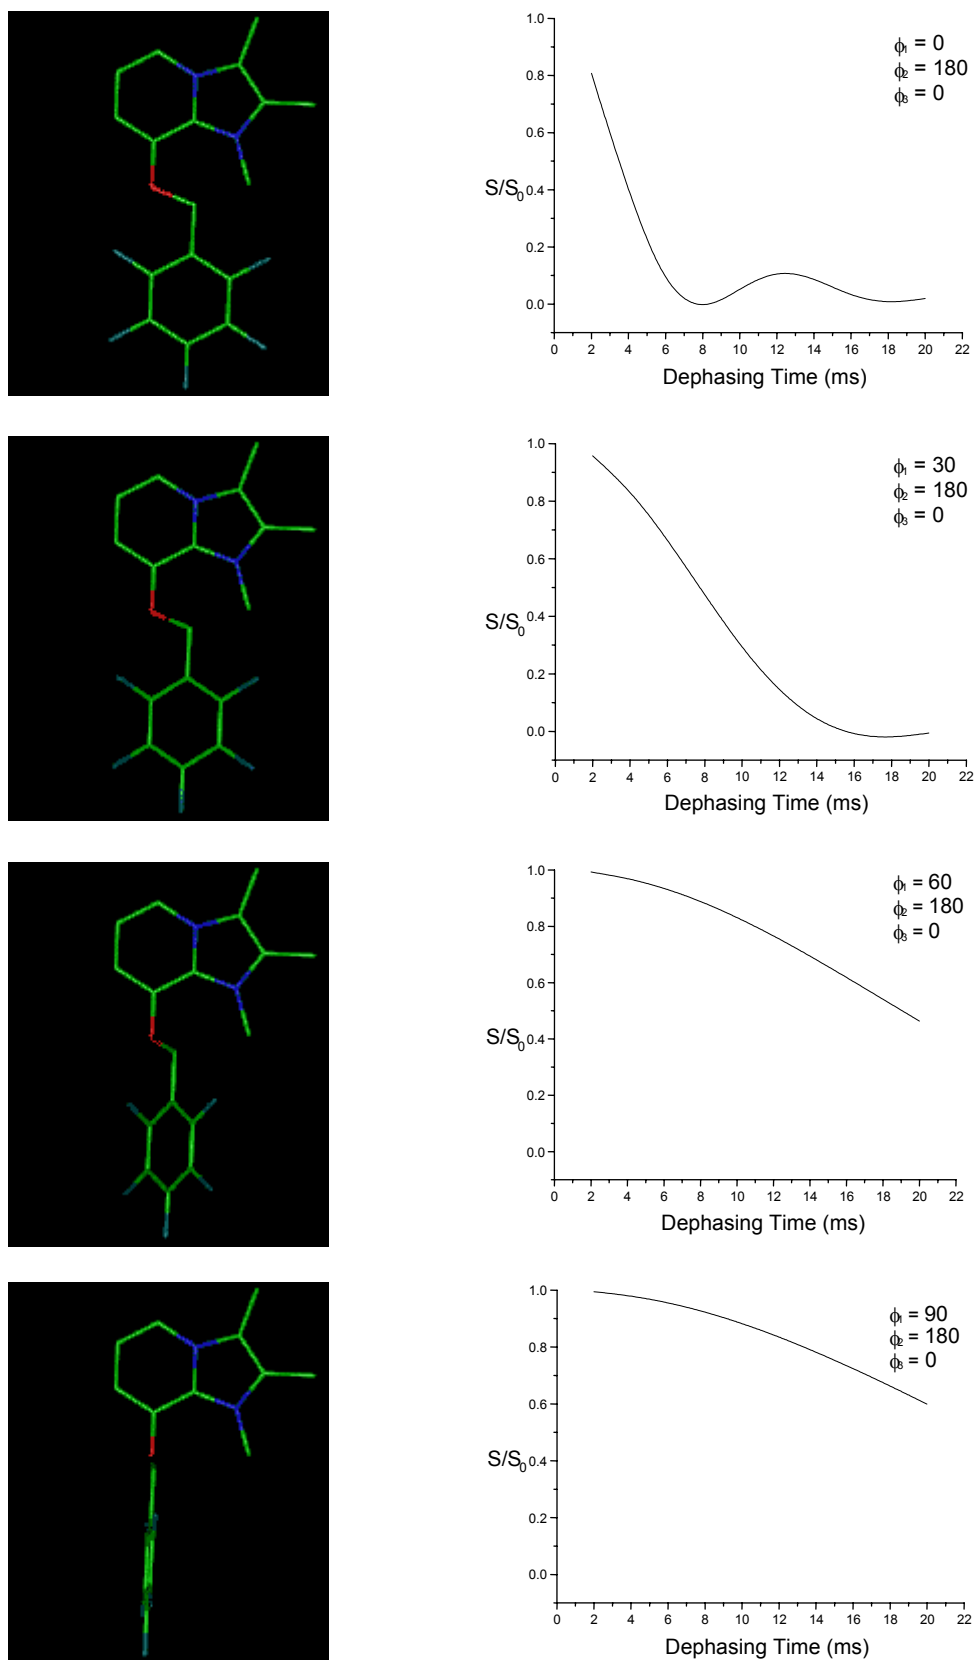 1.0
ϕ₁ = 0
ϕ₂ = 180
ϕ₃ = 0
0.8
0.6
S/S₀ 0.4
0.2
0.0
0 2 4 6 8 10 12 14 16 18 20 22
Dephasing Time (ms)
1.0
ϕ₁ = 30
ϕ₂ = 180
ϕ₃ = 0
0.8
0.6
S/S₀ 0.4
0.2
0.0
0 2 4 6 8 10 12 14 16 18 20 22
Dephasing Time (ms)
1.0
ϕ₁ = 60
ϕ₂ = 180
ϕ₃ = 0
0.8
0.6
S/S₀ 0.4
0.2
0.0
0 2 4 6 8 10 12 14 16 18 20 22
Dephasing Time (ms)
1.0
ϕ₁ = 90
ϕ₂ = 180
ϕ₃ = 0
0.8
0.6
S/S₀ 0.4
0.2
0.0
0 2 4 6 8 10 12 14 16 18 20 22
Dephasing Time (ms)